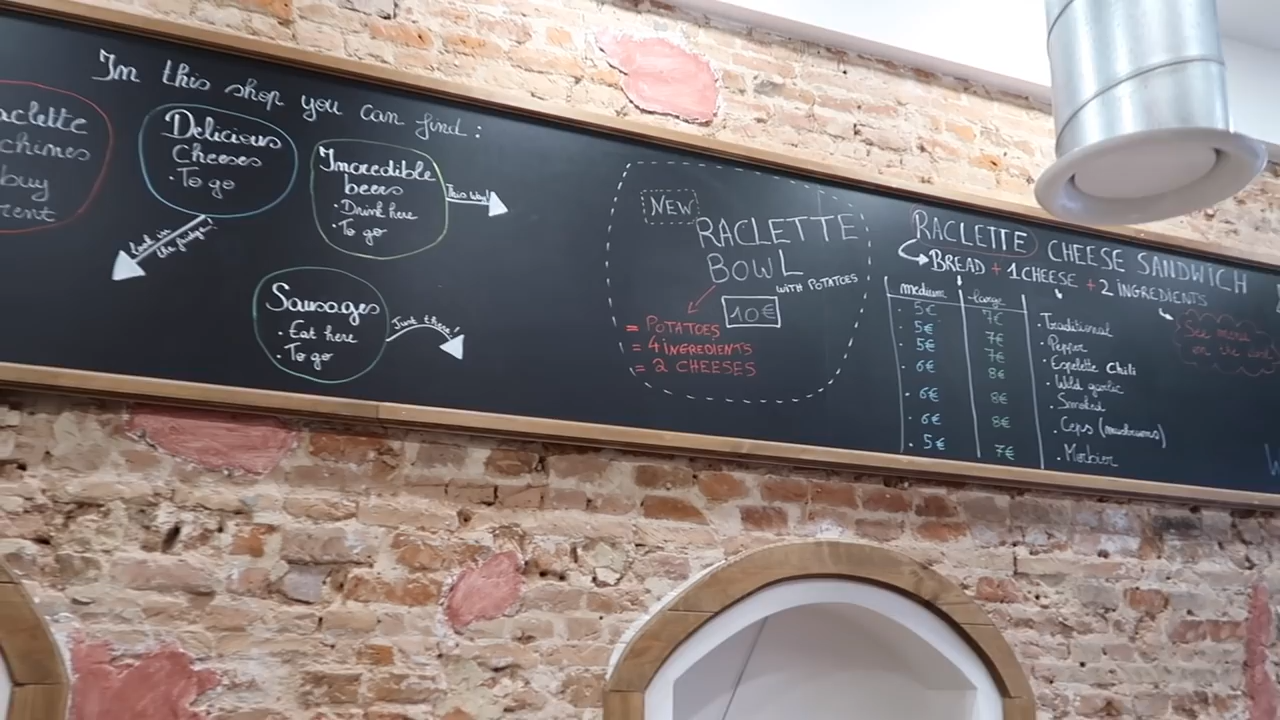 In this shop you can find:
aclette
chines
buy
rent
Delicious
Cheeses
• To go
Look in
the fridge!
Incredible
beers
• Drink here
• To go
This way!
Sausages
• Eat here
• To go
Just there!
NEW
RACLETTE
BOWL
WITH POTATOES
10€
= POTATOES
= 4 INGREDIENTS
= 2 CHEESES
RACLETTE CHEESE SANDWICH
BREAD + 1 CHEESE + 2 INGREDIENTS
medium large
• 5€ 7€ • Traditional
• 5€ 7€ • Pepper
• 5€ 7€ • Espelette Chili
• 6€ 8€ • Wild garlic
• 6€ 8€ • Smoked
• 6€ 8€ • Ceps (mushrooms)
• 5€ 7€ • Morbier
See menu
on the